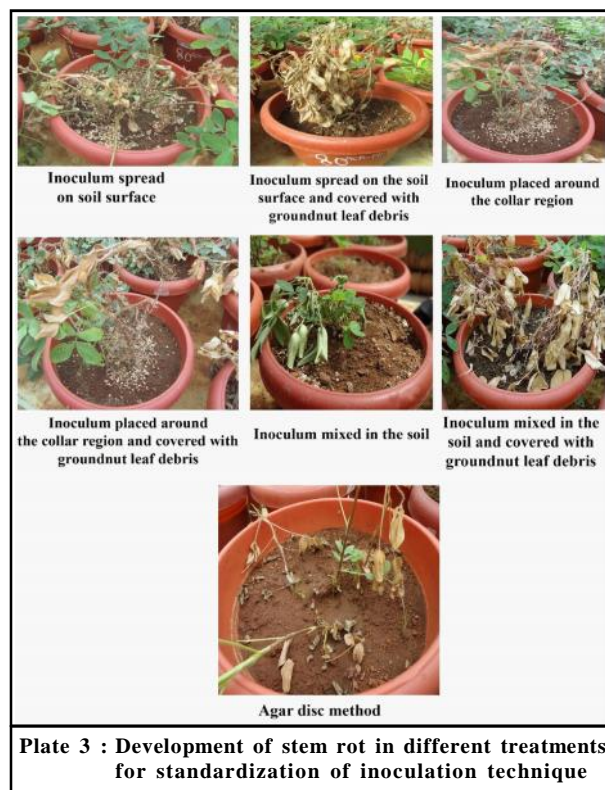 80
Inoculum spread
on soil surface
Inoculum spread on the soil
surface and covered with
groundnut leaf debris
Inoculum placed around
the collar region
Inoculum placed around
the collar region and covered with
groundnut leaf debris
Inoculum mixed in the soil
Inoculum mixed in the
soil and covered with
groundnut leaf debris
Agar disc method
Plate 3 : Development of stem rot in different treatments
for standardization of inoculation technique